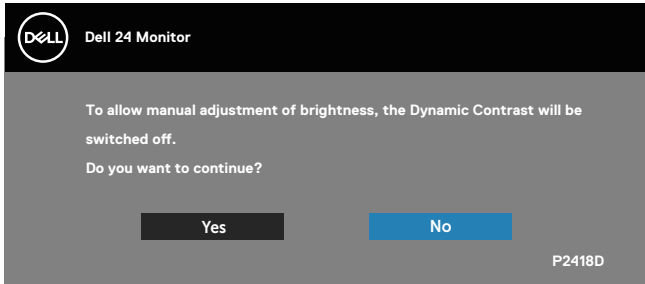 DELL
Dell 24 Monitor
To allow manual adjustment of brightness, the Dynamic Contrast will be
switched off.
Do you want to continue?
Yes No
P2418D